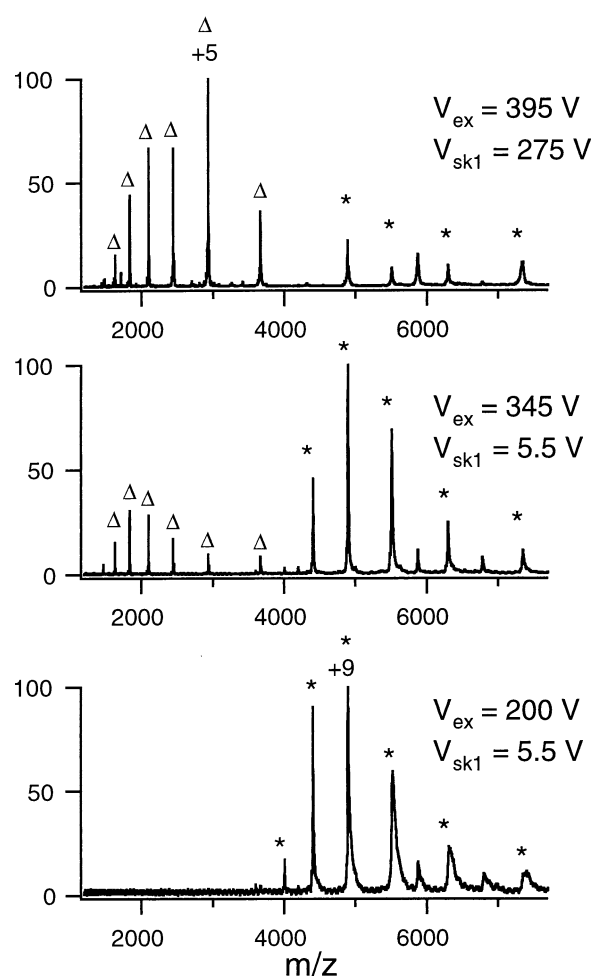 Δ
+5
100
Δ Δ
V_ex = 395 V
Δ
V_sk1 = 275 V
50
Δ * *
Δ * *
0
2000 4000 6000
*
100
V_ex = 345 V
*
V_sk1 = 5.5 V
*
50
Δ Δ Δ *
Δ Δ Δ *
0
2000 4000 6000
*
+9
* 
100
V_ex = 200 V
*
V_sk1 = 5.5 V
50
* *
*
0
2000 4000 6000
m/z